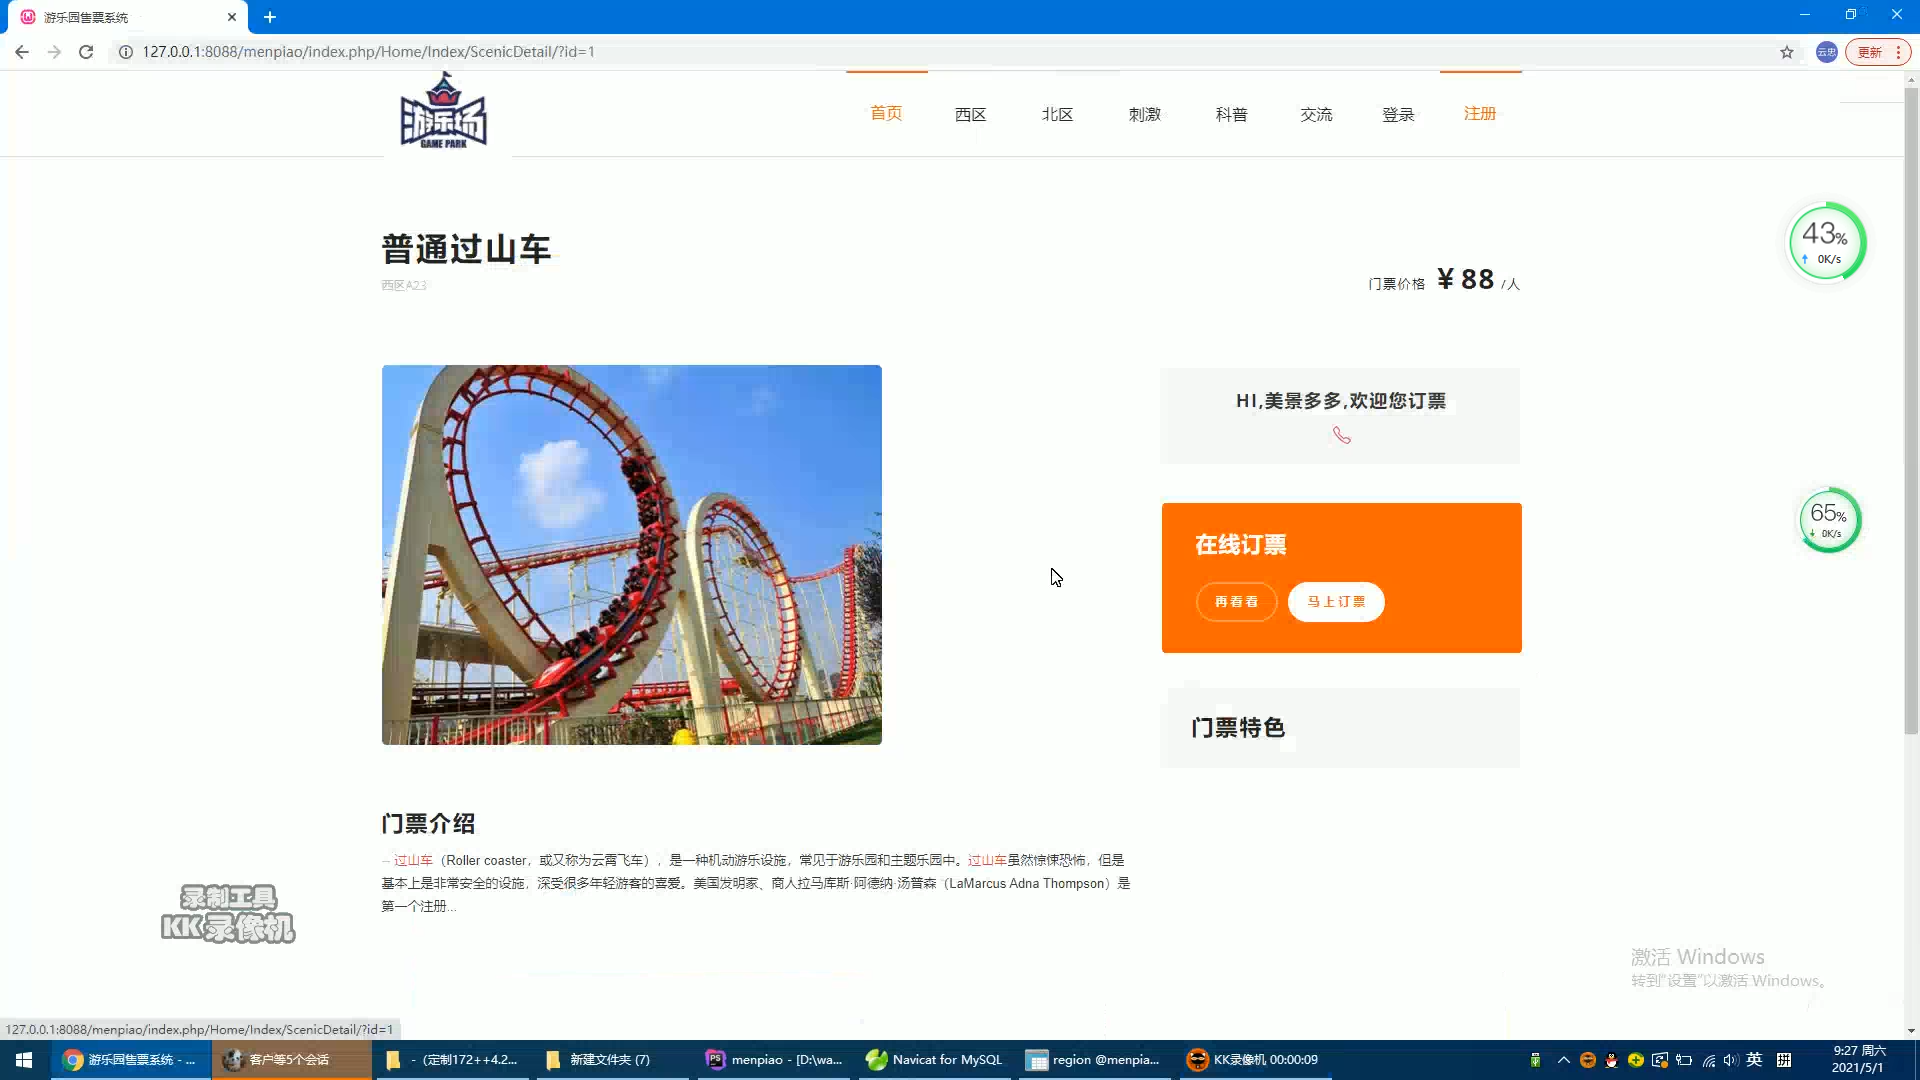 游乐园售票系统
127.0.0.1:8088/menpiao/index.php/Home/Index/ScenicDetail/?id=1
云忠
更新
游乐场
GAME PARK
首页
西区
北区
刺激
科普
交流
登录
注册
普通过山车
西区A23
门票价格 ¥ 88 /人
43%
0K/s
HI,美景多多,欢迎您订票
65%
0K/s
在线订票
再看看
马上订票
门票特色
门票介绍
-- 过山车（Roller coaster，或又称为云霄飞车），是一种机动游乐设施，常见于游乐园和主题乐园中。过山车虽然惊悚恐怖，但是
基本上是非常安全的设施，深受很多年轻游客的喜爱。美国发明家、商人拉马库斯·阿德纳·汤普森（LaMarcus Adna Thompson）是
第一个注册...
录制工具
KK录像机
激活 Windows
转到"设置"以激活 Windows。
127.0.0.1:8088/menpiao/index.php/Home/Index/ScenicDetail/?id=1
游乐园售票系统 - ...
客户等5个会话
-（定制172++4.2...
新建文件夹 (7)
menpiao - [D:\wa...
Navicat for MySQL
region @menpia...
KK录像机 00:00:09
英
拼
9:27 周六
2021/5/1